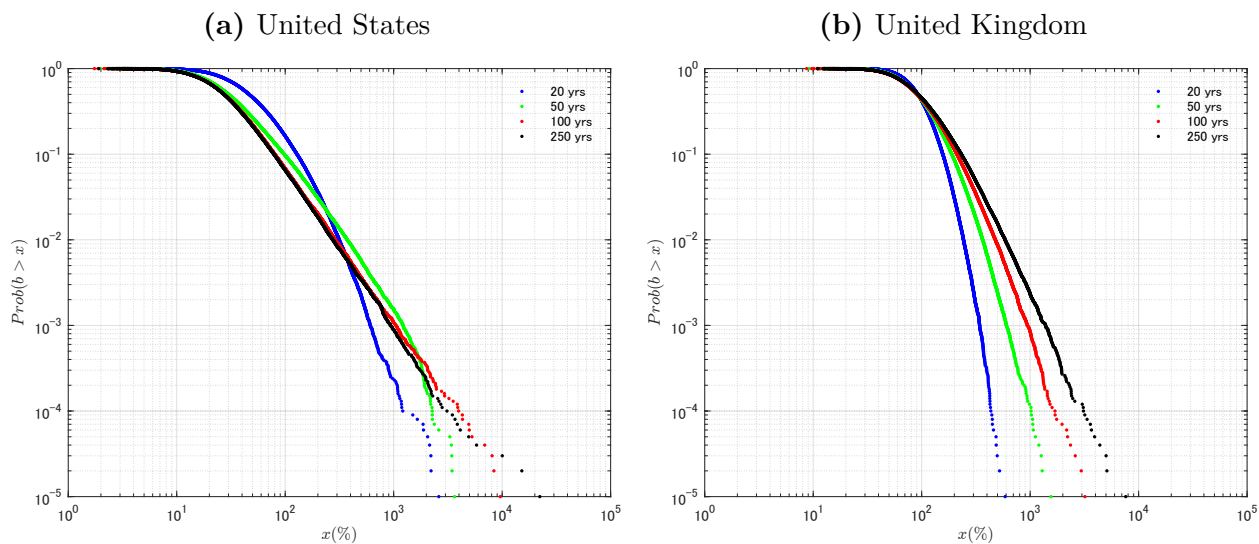 (a) United States
10^0
10^-1
10^-2
10^-3
10^-4
10^-5
Prob(b > x)
20 yrs
50 yrs
100 yrs
250 yrs
10^0 10^1 10^2 10^3 10^4 10^5
x(%)
(b) United Kingdom
10^0
10^-1
10^-2
10^-3
10^-4
10^-5
Prob(b > x)
20 yrs
50 yrs
100 yrs
250 yrs
10^0 10^1 10^2 10^3 10^4 10^5
x(%)